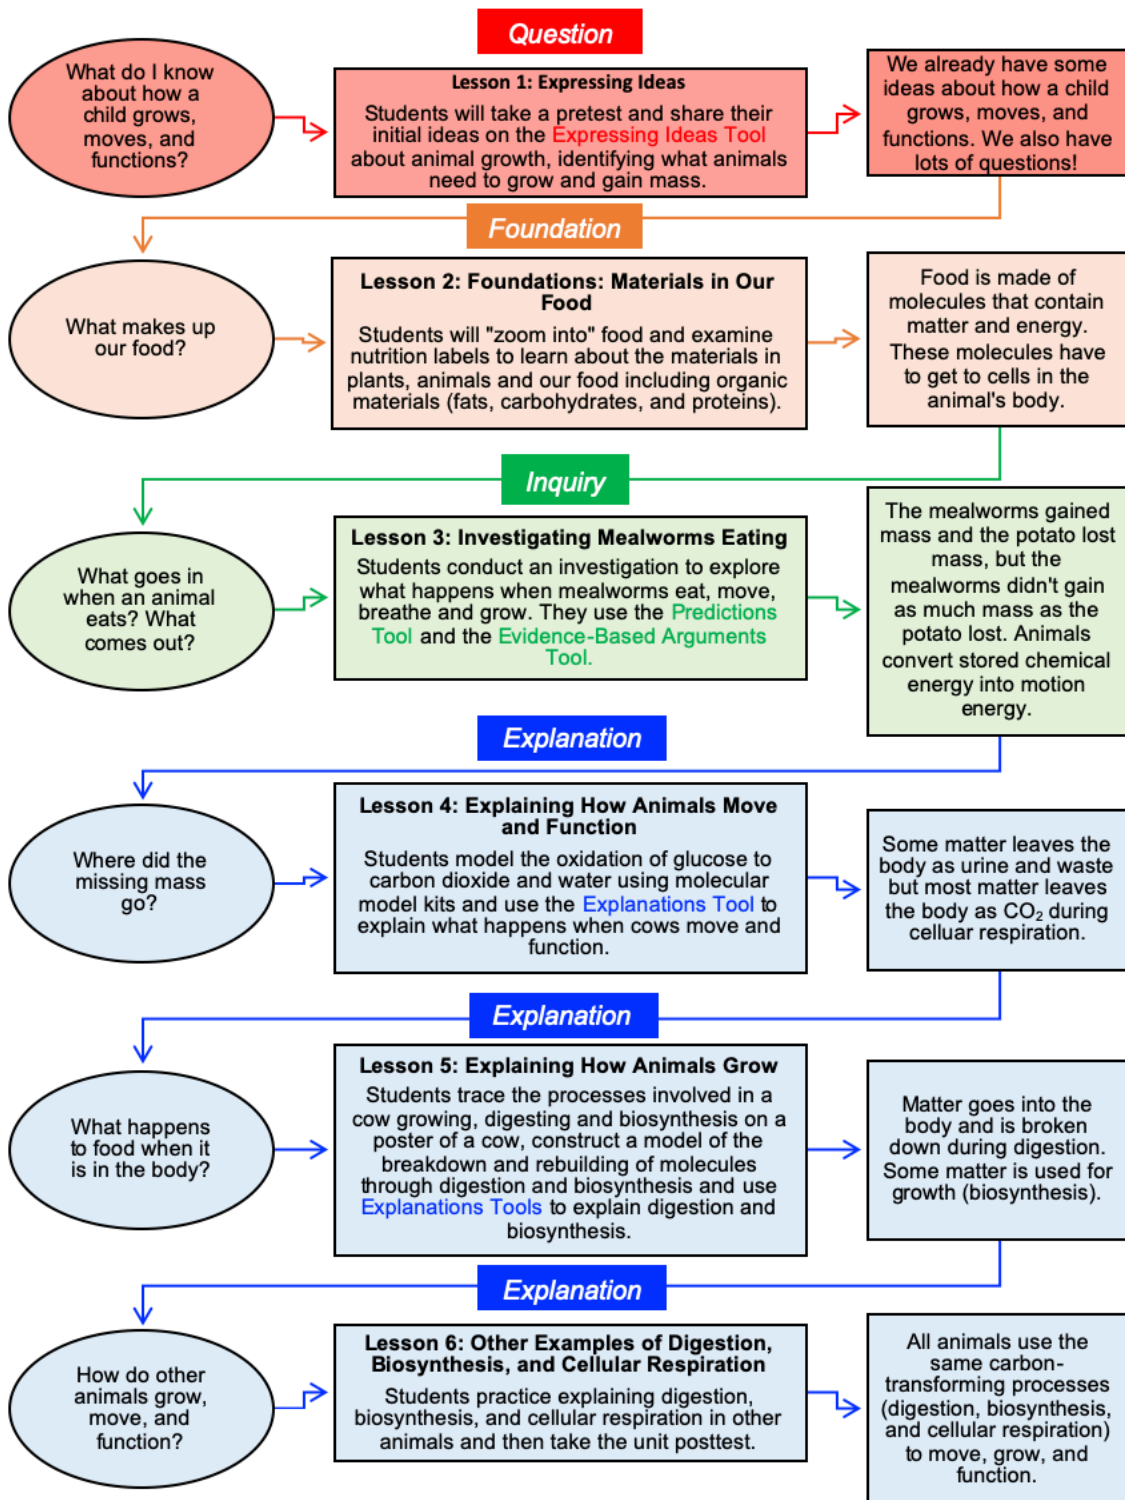 Question
What do I know
about how a
child grows,
moves, and
functions?
Lesson 1: Expressing Ideas
Students will take a pretest and share their
initial ideas on the Expressing Ideas Tool
about animal growth, identifying what animals
need to grow and gain mass.
We already have some
ideas about how a child
grows, moves, and
functions. We also have
lots of questions!
Foundation
What makes up
our food?
Lesson 2: Foundations: Materials in Our
Food
Students will "zoom into" food and examine
nutrition labels to learn about the materials in
plants, animals and our food including organic
materials (fats, carbohydrates, and proteins).
Food is made of
molecules that contain
matter and energy.
These molecules have
to get to cells in the
animal's body.
Inquiry
What goes in
when an animal
eats? What
comes out?
Lesson 3: Investigating Mealworms Eating
Students conduct an investigation to explore
what happens when mealworms eat, move,
breathe and grow. They use the Predictions
Tool and the Evidence-Based Arguments
Tool.
The mealworms gained
mass and the potato lost
mass, but the
mealworms didn't gain
as much mass as the
potato lost. Animals
convert stored chemical
energy into motion
energy.
Explanation
Where did the
missing mass
go?
Lesson 4: Explaining How Animals Move
and Function
Students model the oxidation of glucose to
carbon dioxide and water using molecular
model kits and use the Explanations Tool to
explain what happens when cows move and
function.
Some matter leaves the
body as urine and waste
but most matter leaves
the body as CO₂ during
celluar respiration.
Explanation
What happens
to food when it
is in the body?
Lesson 5: Explaining How Animals Grow
Students trace the processes involved in a
cow growing, digesting and biosynthesis on a
poster of a cow, construct a model of the
breakdown and rebuilding of molecules
through digestion and biosynthesis and use
Explanations Tools to explain digestion and
biosynthesis.
Matter goes into the
body and is broken
down during digestion.
Some matter is used for
growth (biosynthesis).
Explanation
How do other
animals grow,
move, and
function?
Lesson 6: Other Examples of Digestion,
Biosynthesis, and Cellular Respiration
Students practice explaining digestion,
biosynthesis, and cellular respiration in other
animals and then take the unit posttest.
All animals use the
same carbon-
transforming processes
(digestion, biosynthesis,
and cellular respiration)
to move, grow, and
function.